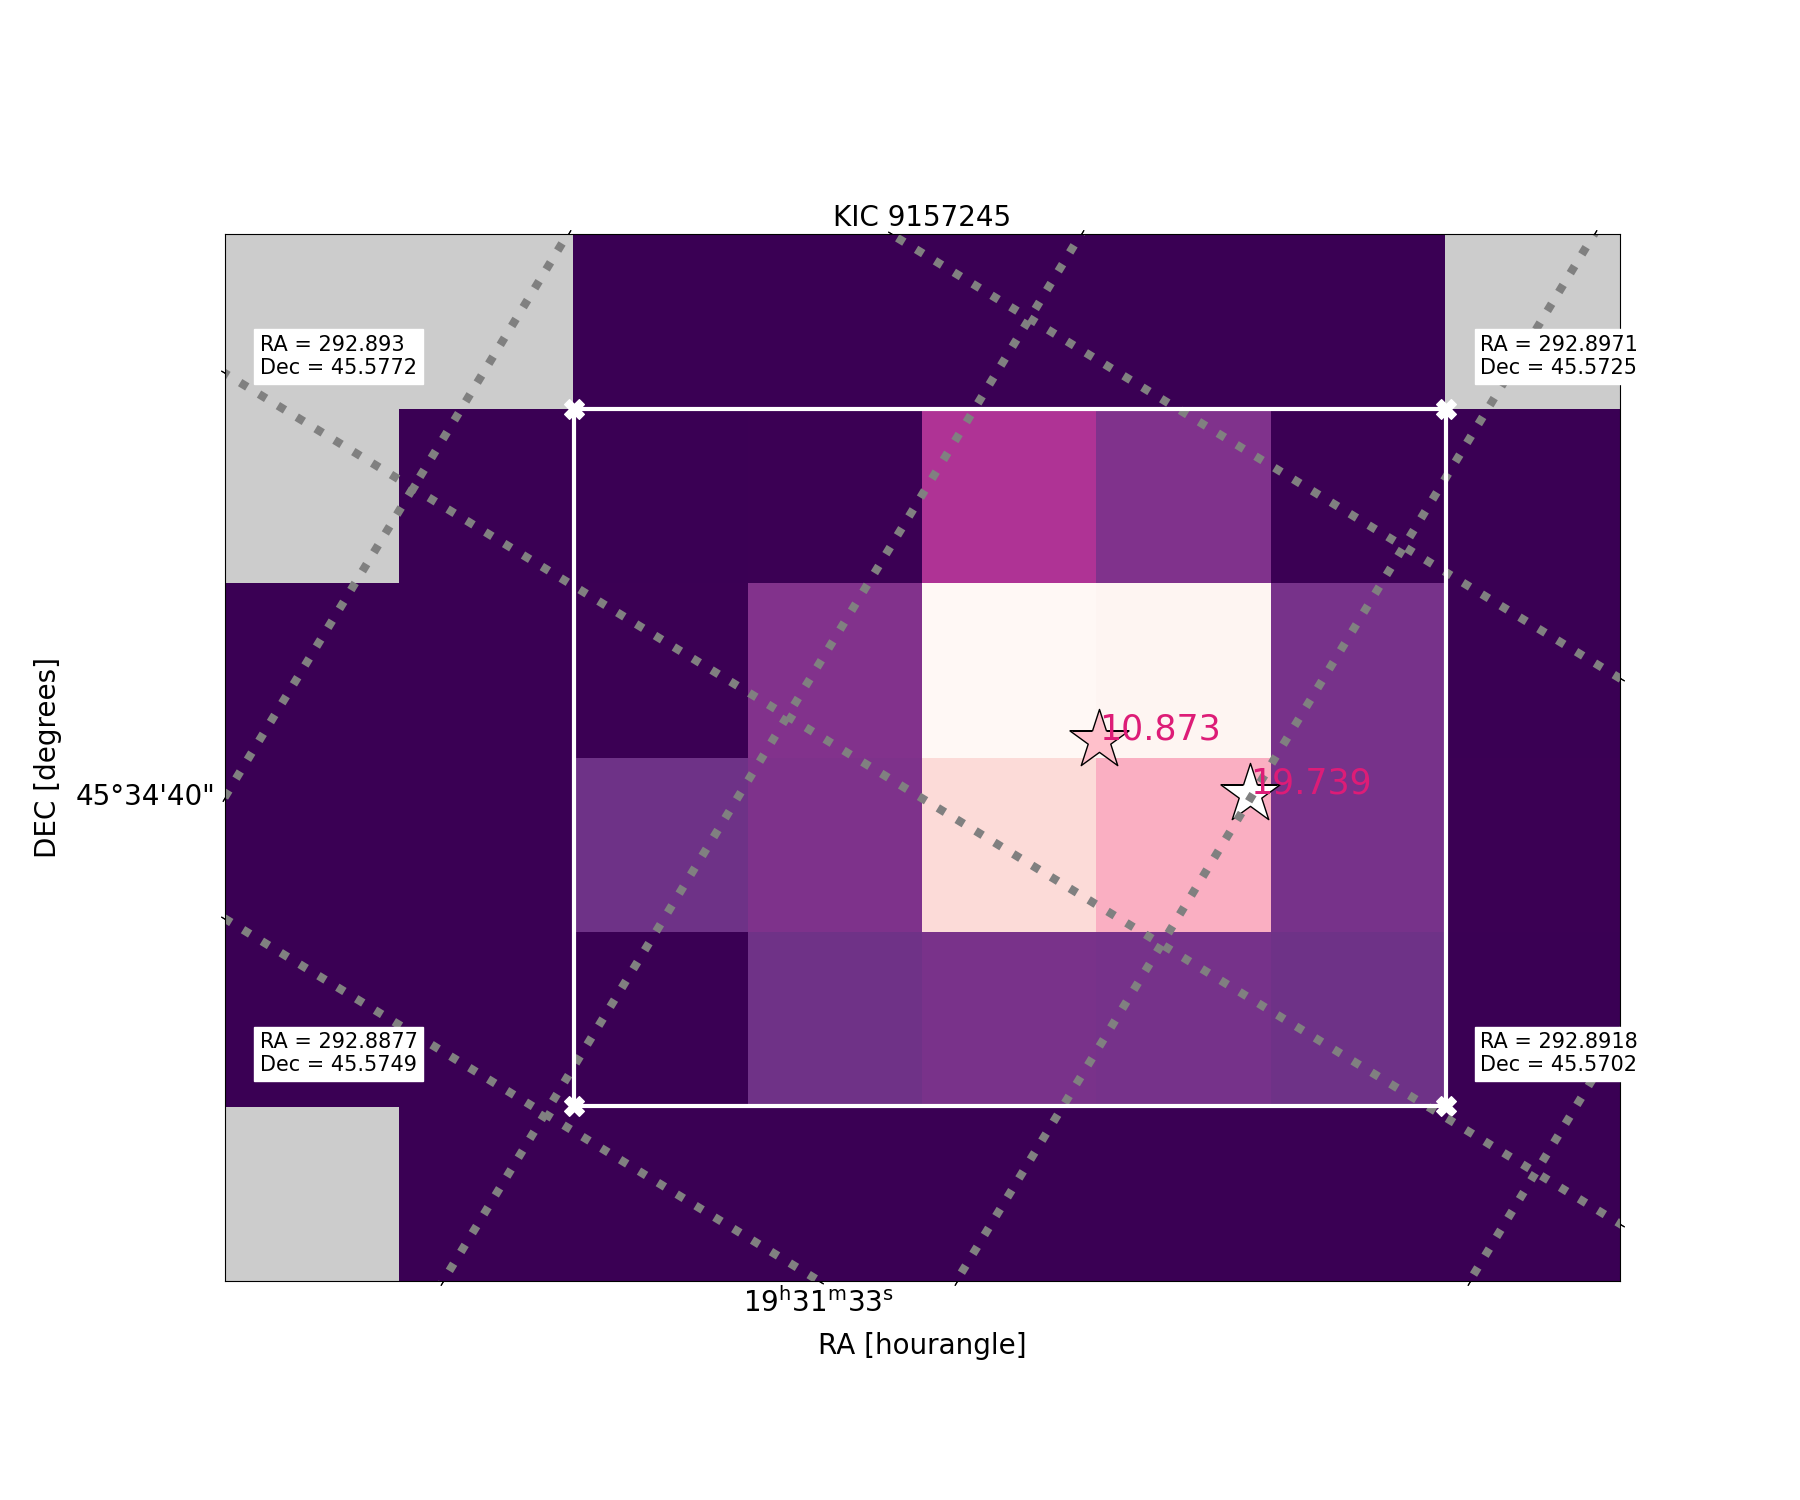 KIC 9157245
RA = 292.893
Dec = 45.5772
RA = 292.8971
Dec = 45.5725
10.873
19.739
45°34'40"
DEC [degrees]
RA = 292.8877
Dec = 45.5749
RA = 292.8918
Dec = 45.5702
19ʰ31ᵐ33ˢ
RA [hourangle]